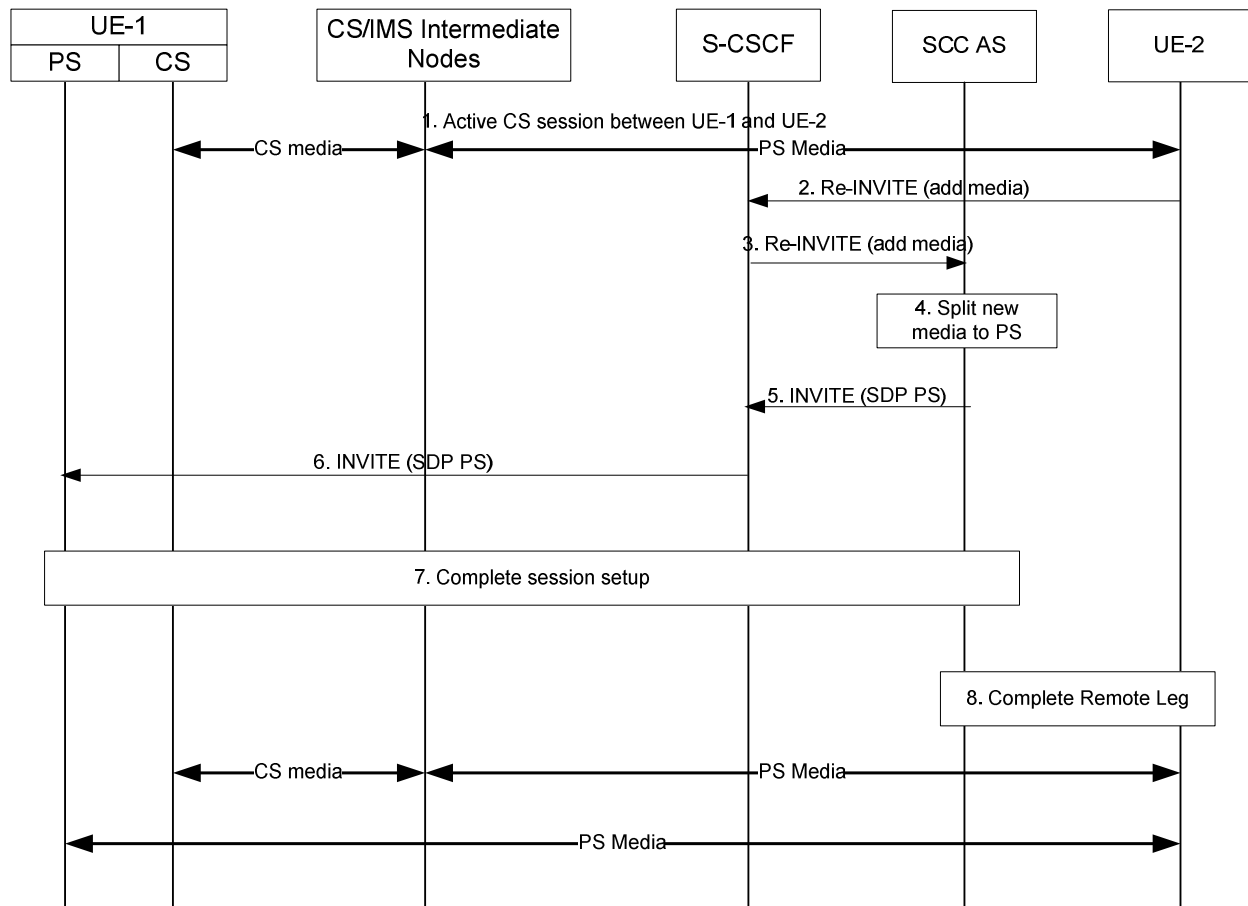 UE-1
PS
CS
CS/IMS Intermediate
Nodes
S-CSCF
SCC AS
UE-2
1. Active CS session between UE-1 and UE-2
CS media
PS Media
2. Re-INVITE (add media)
3. Re-INVITE (add media)
4. Split new
media to PS
5. INVITE (SDP PS)
6. INVITE (SDP PS)
7. Complete session setup
8. Complete Remote Leg
CS media
PS Media
PS Media